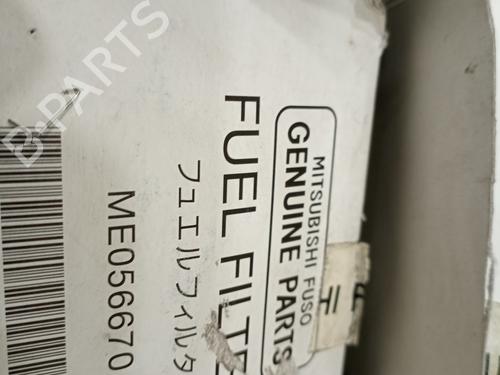 MITSUBISHI FUSO
GENUINE PARTS
FUEL FILTE
フュエルフィルタ
ME056670
B-PARTS